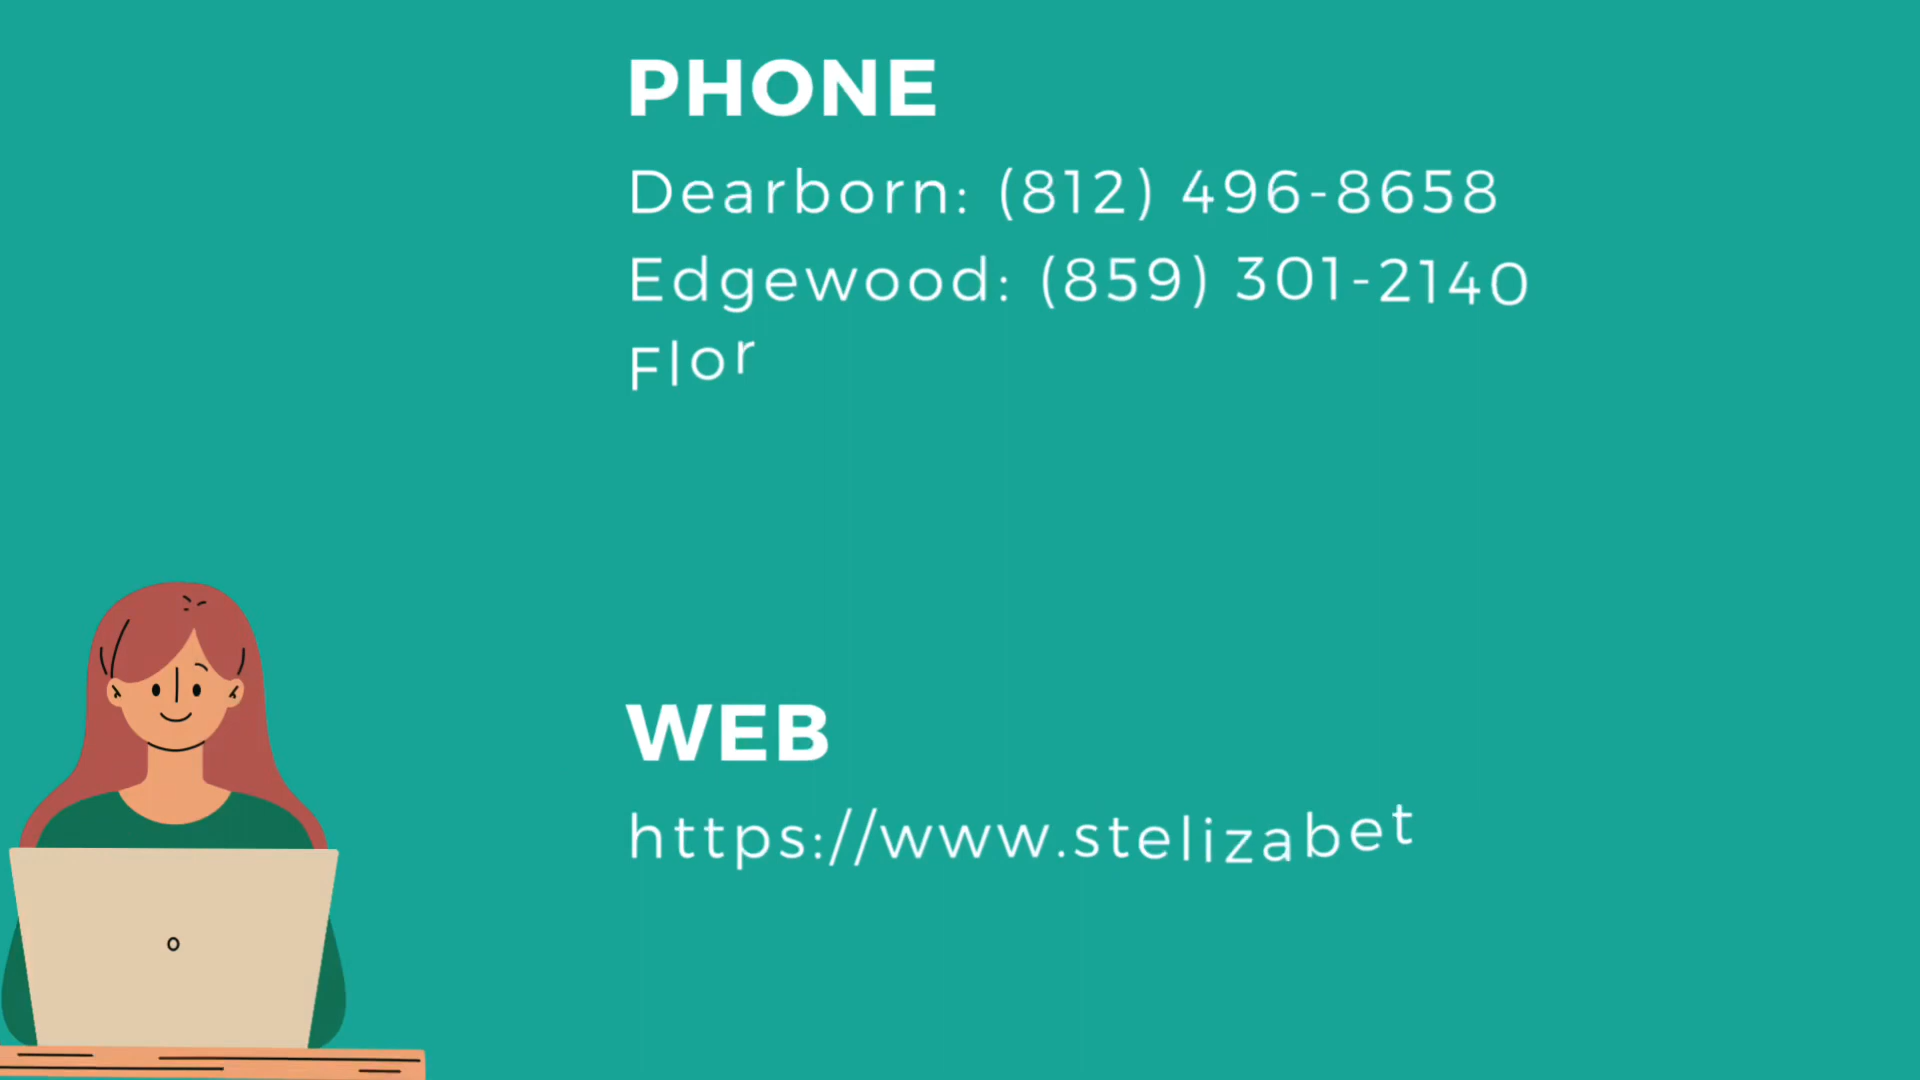 PHONE
Dearborn: (812) 496-8658
Edgewood: (859) 301-2140
Flor
WEB
https://www.stelizabet